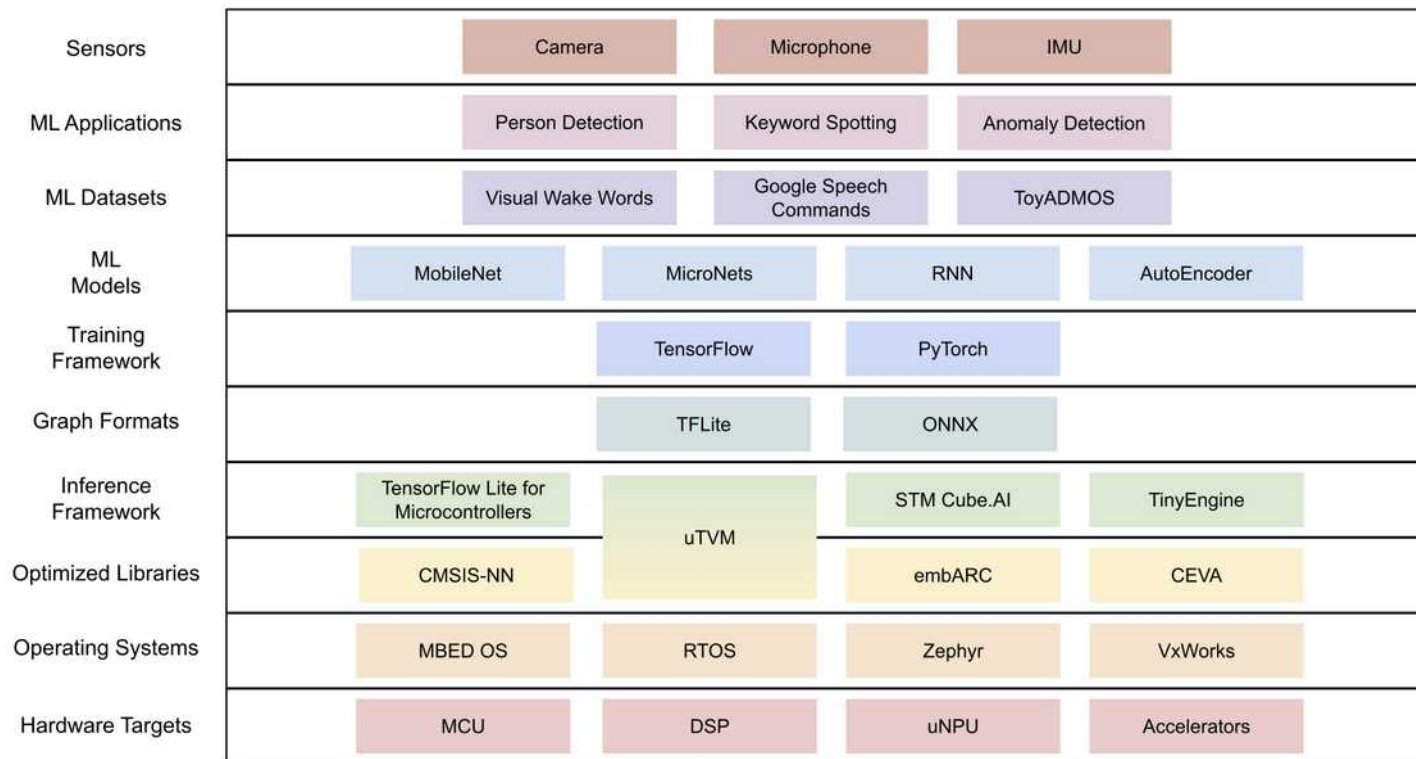 Sensors
Camera
Microphone
IMU
ML Applications
Person Detection
Keyword Spotting
Anomaly Detection
ML Datasets
Visual Wake Words
Google Speech
Commands
ToyADMOS
ML
Models
MobileNet
MicroNets
RNN
AutoEncoder
Training
Framework
TensorFlow
PyTorch
Graph Formats
TFLite
ONNX
Inference
Framework
TensorFlow Lite for
Microcontrollers
uTVM
STM Cube.AI
TinyEngine
Optimized Libraries
CMSIS-NN
embARC
CEVA
Operating Systems
MBED OS
RTOS
Zephyr
VxWorks
Hardware Targets
MCU
DSP
uNPU
Accelerators